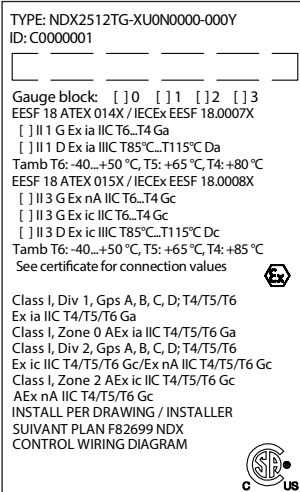 TYPE: NDX2512TG-XU0N0000-000Y
ID: C0000001
Gauge block: [ ] 0 [ ] 1 [ ] 2 [ ] 3
EESF 18 ATEX 014X / IECEx EESF 18.0007X
[ ] II 1 G Ex ia IIC T6...T4 Ga
[ ] II 1 D Ex ia IIIC T85°C...T115°C Da
Tamb T6: -40...+50 °C, T5: +65 °C, T4: +80 °C
EESF 18 ATEX 015X / IECEx EESF 18.0008X
[ ] II 3 G Ex nA IIC T6...T4 Gc
[ ] II 3 G Ex ic IIC T6...T4 Gc
[ ] II 3 D Ex ic IIIC T85°C...T115°C Dc
Tamb T6: -40...+50 °C, T5: +65 °C, T4: +85 °C
See certificate for connection values
Ex
Class I, Div 1, Gps A, B, C, D; T4/T5/T6
Ex ia IIC T4/T5/T6 Ga
Class I, Zone 0 AEx ia IIC T4/T5/T6 Ga
Class I, Div 2, Gps A, B, C, D; T4/T5/T6
Ex ic IIC T4/T5/T6 Gc/Ex nA IIC T4/T5/T6 Gc
Class I, Zone 2 AEx ic IIC T4/T5/T6 Gc
AEx nA IIC T4/T5/T6 Gc
INSTALL PER DRAWING / INSTALLER
SUIVANT PLAN F82699 NDX
CONTROL WIRING DIAGRAM
SA
C US